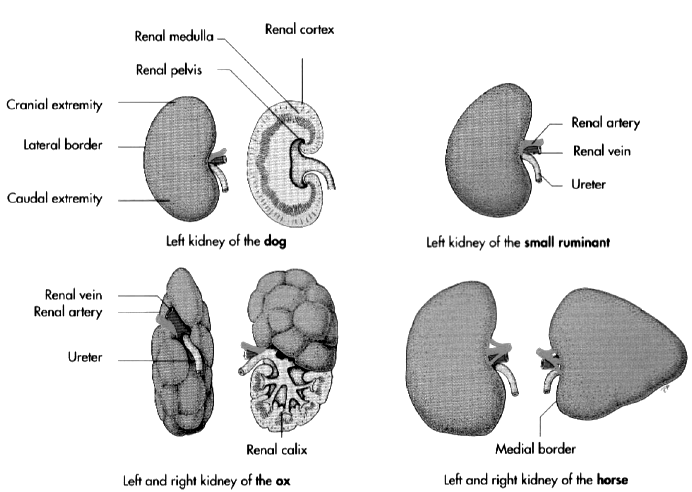 Renal medulla
Renal cortex
Renal pelvis
Cranial extremity
Lateral border
Caudal extremity
Left kidney of the dog
Renal artery
Renal vein
Ureter
Left kidney of the small ruminant
Renal vein
Renal artery
Ureter
Renal calix
Left and right kidney of the ox
Medial border
Left and right kidney of the horse